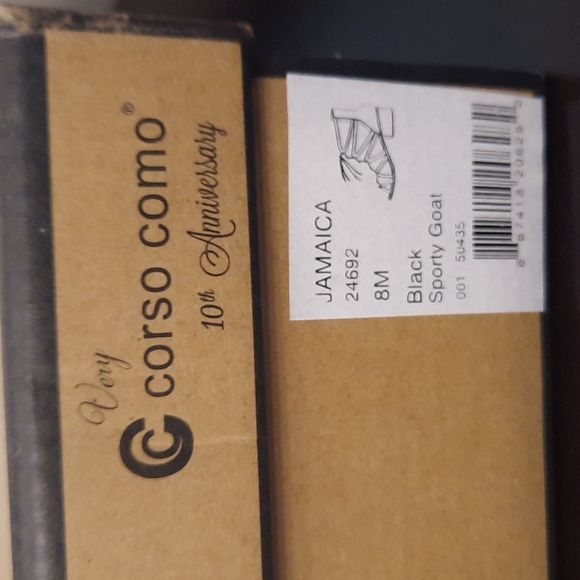 Very
corso como®
10th Anniversary
JAMAICA
24692
8M
Black
Sporty Goat
001 50435